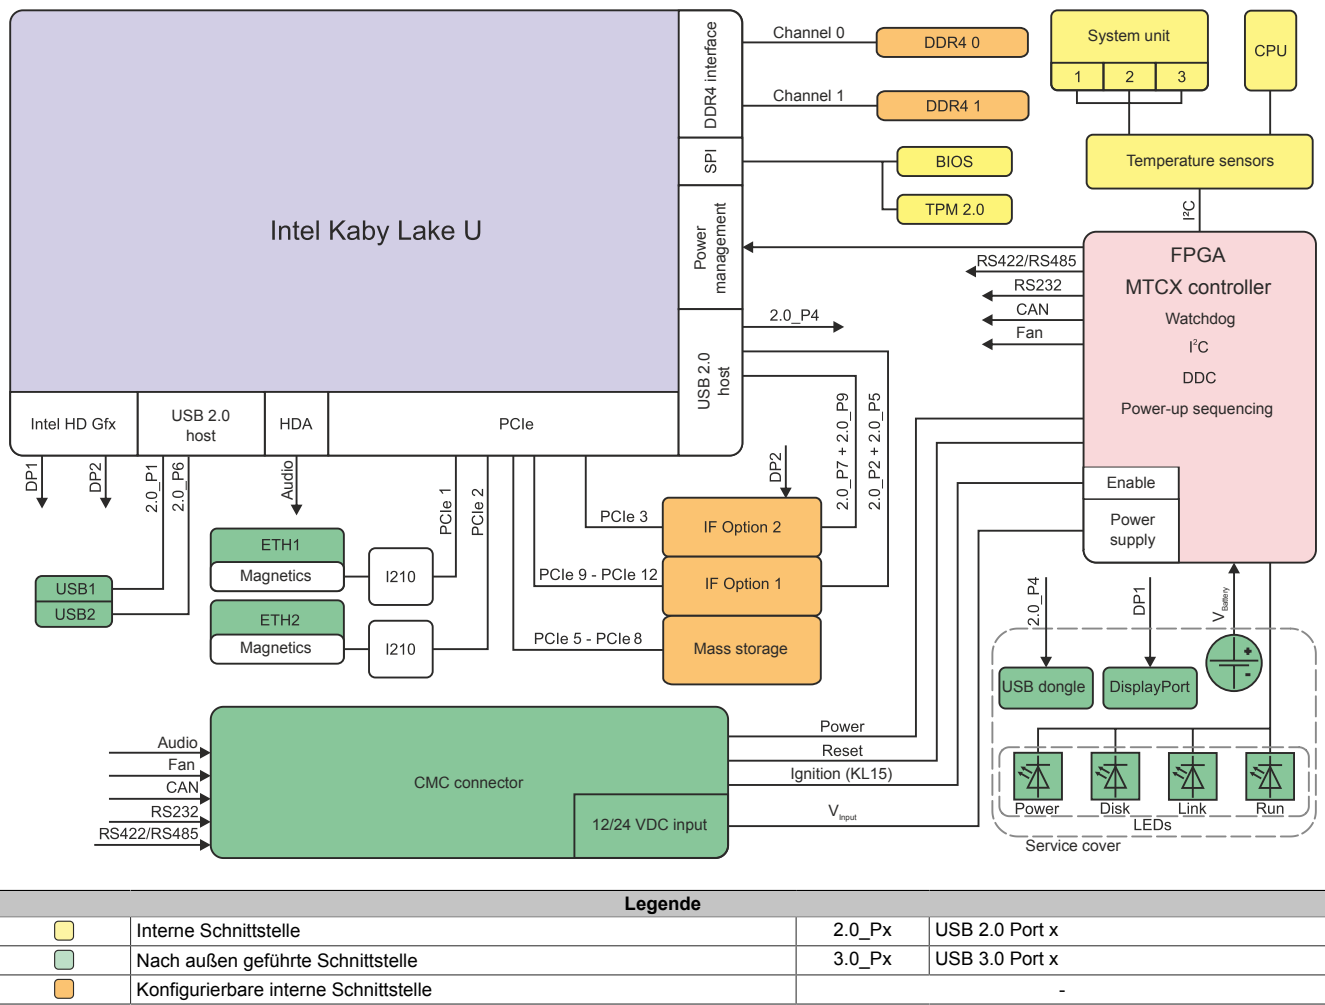 Intel Kaby Lake U
DDR4 interface
SPI
Power
management
USB 2.0
host
Intel HD Gfx
USB 2.0
host
HDA
PCIe
Channel 0
DDR4 0
Channel 1
DDR4 1
BIOS
TPM 2.0
System unit
1
2
3
CPU
Temperature sensors
I²C
FPGA
MTCX controller
Watchdog
I²C
DDC
Power-up sequencing
Enable
Power
supply
RS422/RS485
RS232
CAN
Fan
2.0_P4
2.0_P7 + 2.0_P9
2.0_P2 + 2.0_P5
DP1
DP2
2.0_P1
2.0_P6
Audio
PCIe 1
PCIe 2
DP2
PCIe 3
IF Option 2
PCIe 9 - PCIe 12
IF Option 1
PCIe 5 - PCIe 8
Mass storage
USB1
USB2
ETH1
Magnetics
I210
ETH2
Magnetics
I210
2.0_P4
DP1
V Battery
USB dongle
DisplayPort
+
-
Power
Disk
Link
Run
LEDs
Service cover
Audio
Fan
CAN
RS232
RS422/RS485
CMC connector
12/24 VDC input
Power
Reset
Ignition (KL15)
V Input
Legende
Interne Schnittstelle 2.0_Px USB 2.0 Port x
Nach außen geführte Schnittstelle 3.0_Px USB 3.0 Port x
Konfigurierbare interne Schnittstelle -